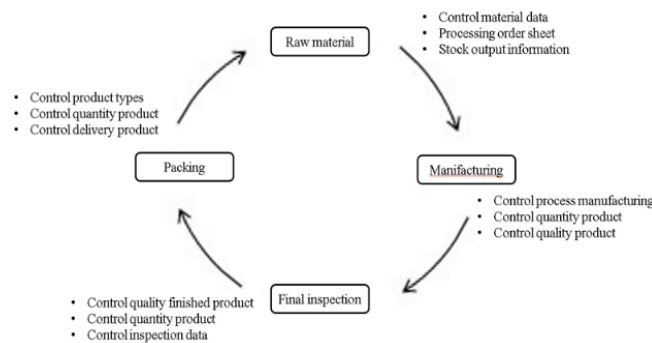 Raw material
• Control material data
• Processing order sheet
• Stock output information
Manifacturing
• Control process manufacturing
• Control quantity product
• Control quality product
Final inspection
• Control quality finished product
• Control quantity product
• Control inspection data
Packing
• Control product types
• Control quantity product
• Control delivery product